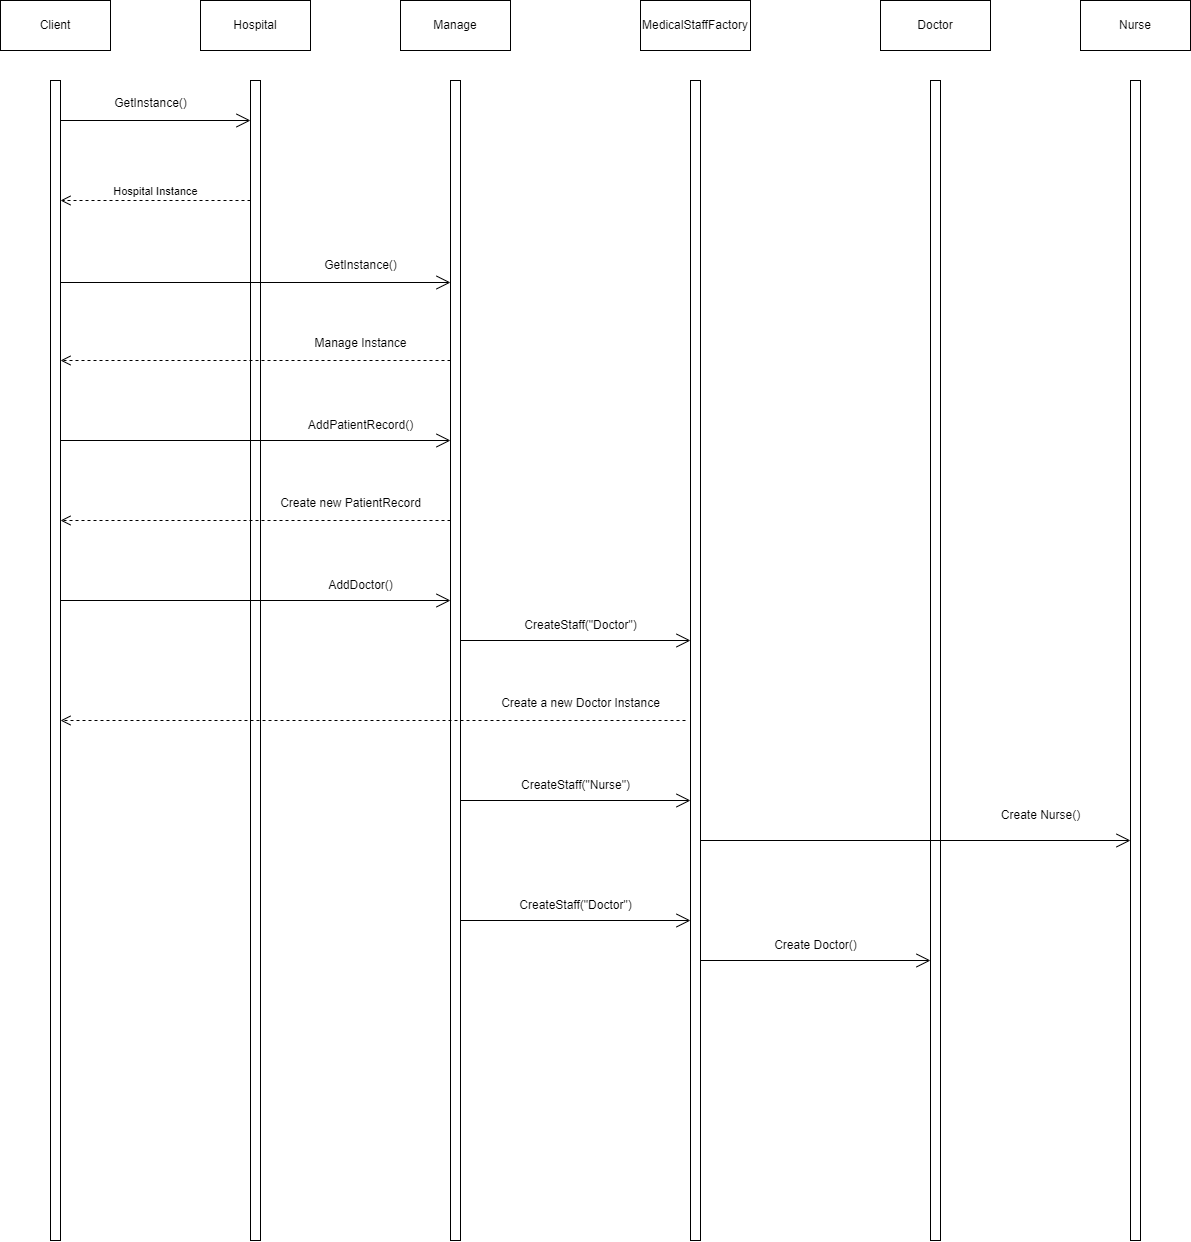 Client
Hospital
Manage
MedicalStaffFactory
Doctor
Nurse
GetInstance()
Hospital Instance
GetInstance()
Manage Instance
AddPatientRecord()
Create new PatientRecord
AddDoctor()
CreateStaff("Doctor")
Create a new Doctor Instance
CreateStaff("Nurse")
Create Nurse()
CreateStaff("Doctor")
Create Doctor()